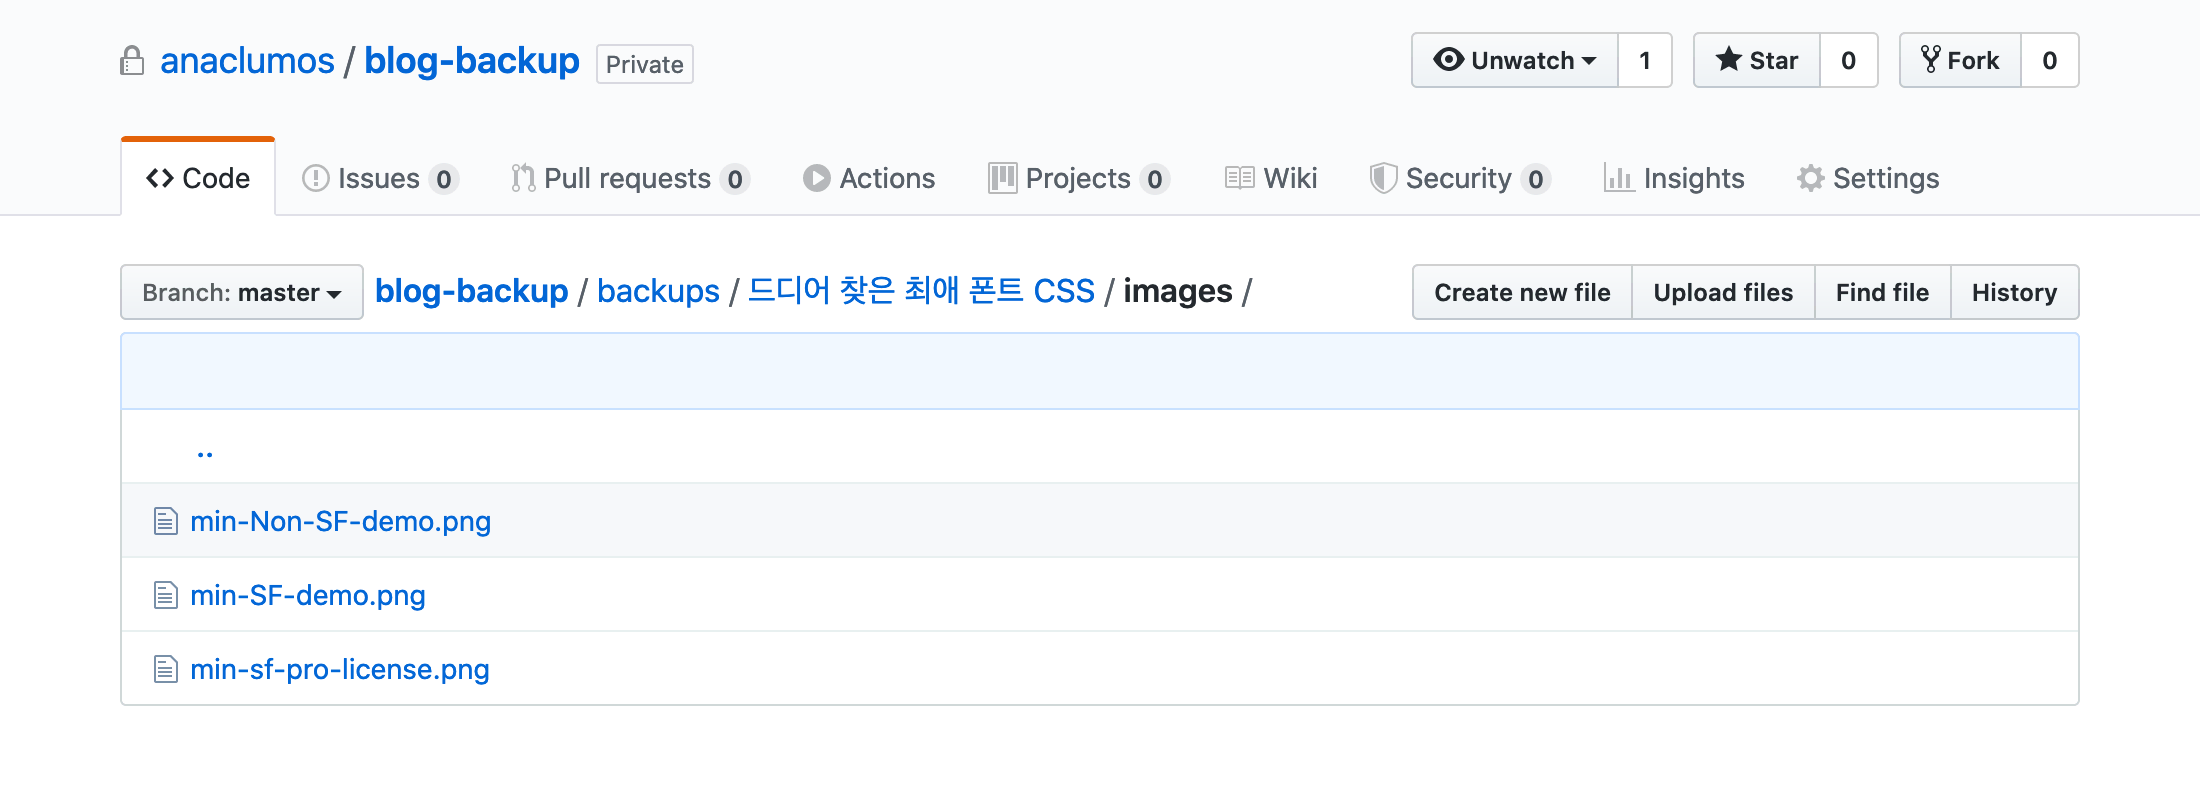 anaclumos / blog-backup Private Unwatch 1 Star 0 Fork 0
Code Issues 0 Pull requests 0 Actions Projects 0 Wiki Security 0 Insights Settings
Branch: master blog-backup / backups / 드디어 찾은 최애 폰트 CSS / images / Create new file Upload files Find file History
..
min-Non-SF-demo.png
min-SF-demo.png
min-sf-pro-license.png